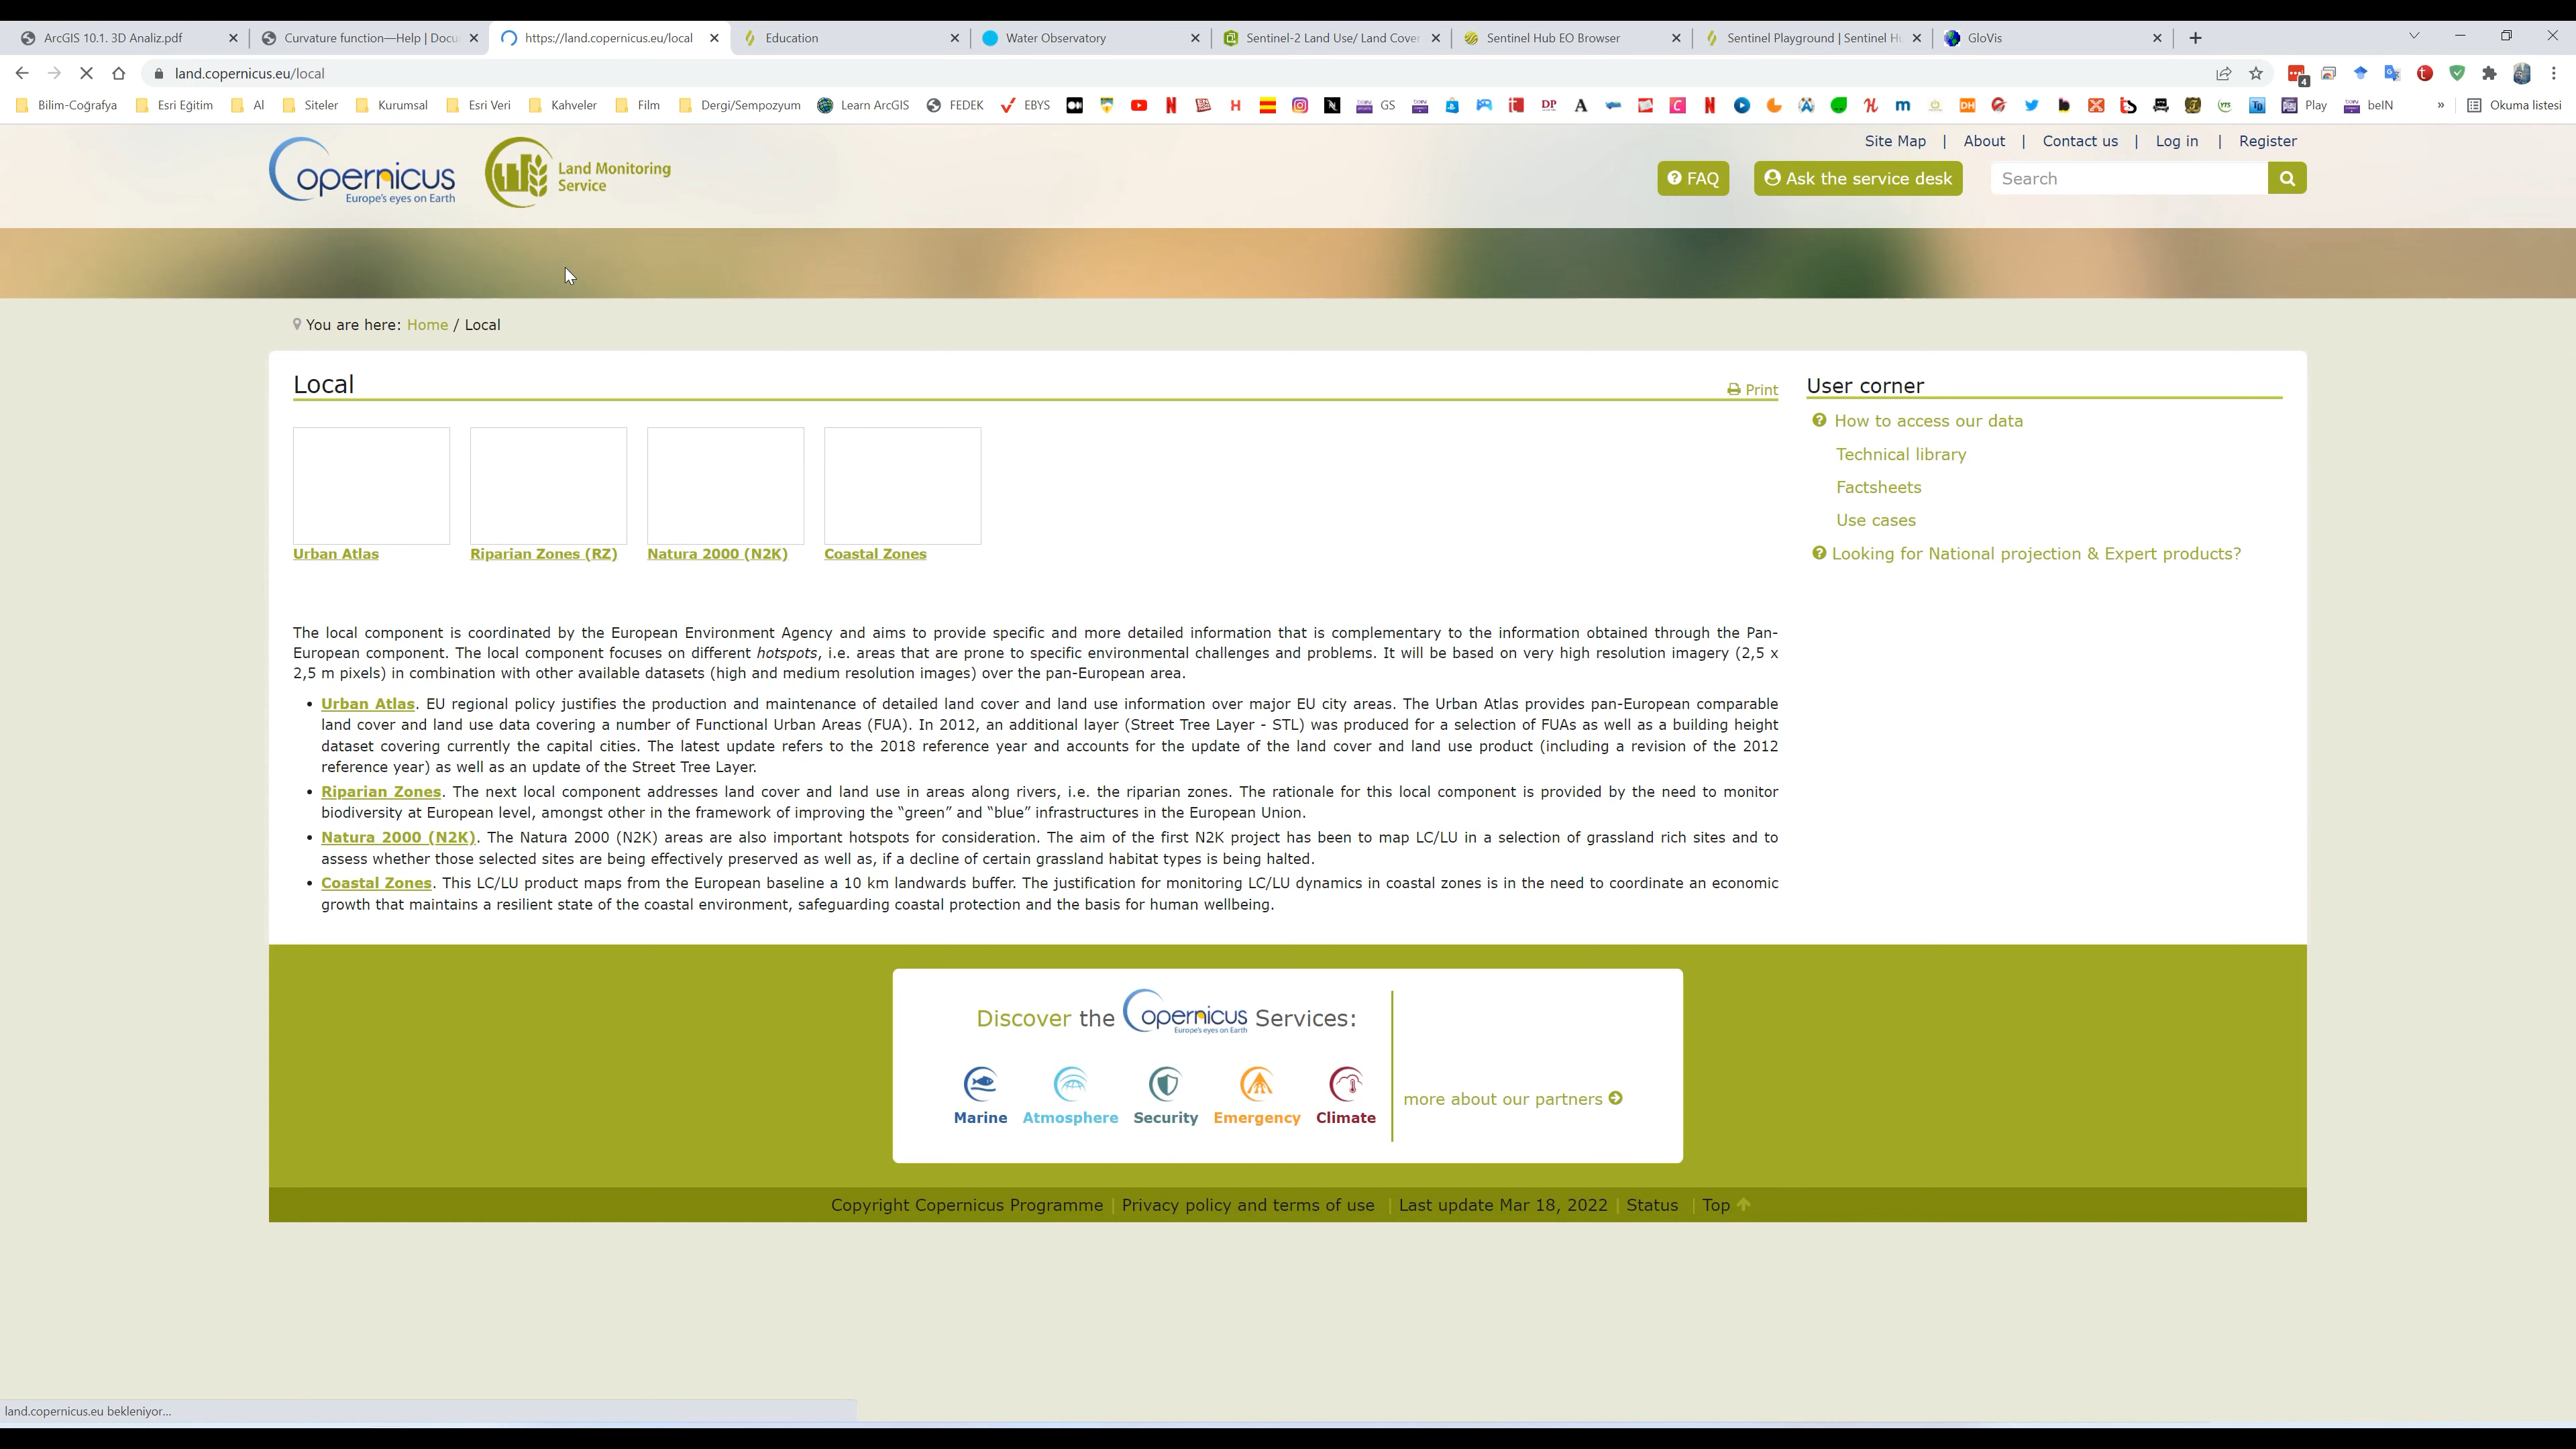 ArcGIS 10.1. 3D Analiz.pdf
Curvature function—Help | Docu
https://land.copernicus.eu/local
Education
Water Observatory
Sentinel-2 Land Use/ Land Cover
Sentinel Hub EO Browser
Sentinel Playground | Sentinel H
GloVis
land.copernicus.eu/local
4
Bilim-Coğrafya
Esri Eğitim
AI
Siteler
Kurumsal
Esri Veri
Kahveler
Film
Dergi/Sempozyum
Learn ArcGIS
FEDEK
EBYS
GS
Play
beIN
»
Okuma listesi
Site Map | About | Contact us | Log in | Register
opernicus
Europe's eyes on Earth
Land Monitoring
Service
FAQ
Ask the service desk
Search
You are here: Home / Local
Local
Print
User corner
How to access our data
Technical library
Factsheets
Use cases
Looking for National projection & Expert products?
Urban Atlas
Riparian Zones (RZ)
Natura 2000 (N2K)
Coastal Zones
The local component is coordinated by the European Environment Agency and aims to provide specific and more detailed information that is complementary to the information obtained through the Pan-
European component. The local component focuses on different hotspots, i.e. areas that are prone to specific environmental challenges and problems. It will be based on very high resolution imagery (2,5 x
2,5 m pixels) in combination with other available datasets (high and medium resolution images) over the pan-European area.
• Urban Atlas. EU regional policy justifies the production and maintenance of detailed land cover and land use information over major EU city areas. The Urban Atlas provides pan-European comparable
land cover and land use data covering a number of Functional Urban Areas (FUA). In 2012, an additional layer (Street Tree Layer - STL) was produced for a selection of FUAs as well as a building height
dataset covering currently the capital cities. The latest update refers to the 2018 reference year and accounts for the update of the land cover and land use product (including a revision of the 2012
reference year) as well as an update of the Street Tree Layer.
• Riparian Zones. The next local component addresses land cover and land use in areas along rivers, i.e. the riparian zones. The rationale for this local component is provided by the need to monitor
biodiversity at European level, amongst other in the framework of improving the “green” and “blue” infrastructures in the European Union.
• Natura 2000 (N2K). The Natura 2000 (N2K) areas are also important hotspots for consideration. The aim of the first N2K project has been to map LC/LU in a selection of grassland rich sites and to
assess whether those selected sites are being effectively preserved as well as, if a decline of certain grassland habitat types is being halted.
• Coastal Zones. This LC/LU product maps from the European baseline a 10 km landwards buffer. The justification for monitoring LC/LU dynamics in coastal zones is in the need to coordinate an economic
growth that maintains a resilient state of the coastal environment, safeguarding coastal protection and the basis for human wellbeing.
Discover the opernicus Services:
Europe's eyes on Earth
Marine
Atmosphere
Security
Emergency
Climate
more about our partners
Copyright Copernicus Programme | Privacy policy and terms of use | Last update Mar 18, 2022 | Status | Top
land.copernicus.eu bekleniyor...